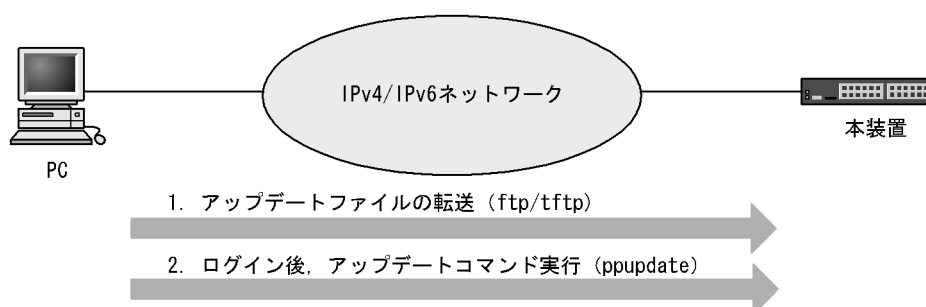 IPv4/IPv6ネットワーク
PC
本装置
1. アップデートファイルの転送（ftp/tftp）
2. ログイン後，アップデートコマンド実行（ppupdate）